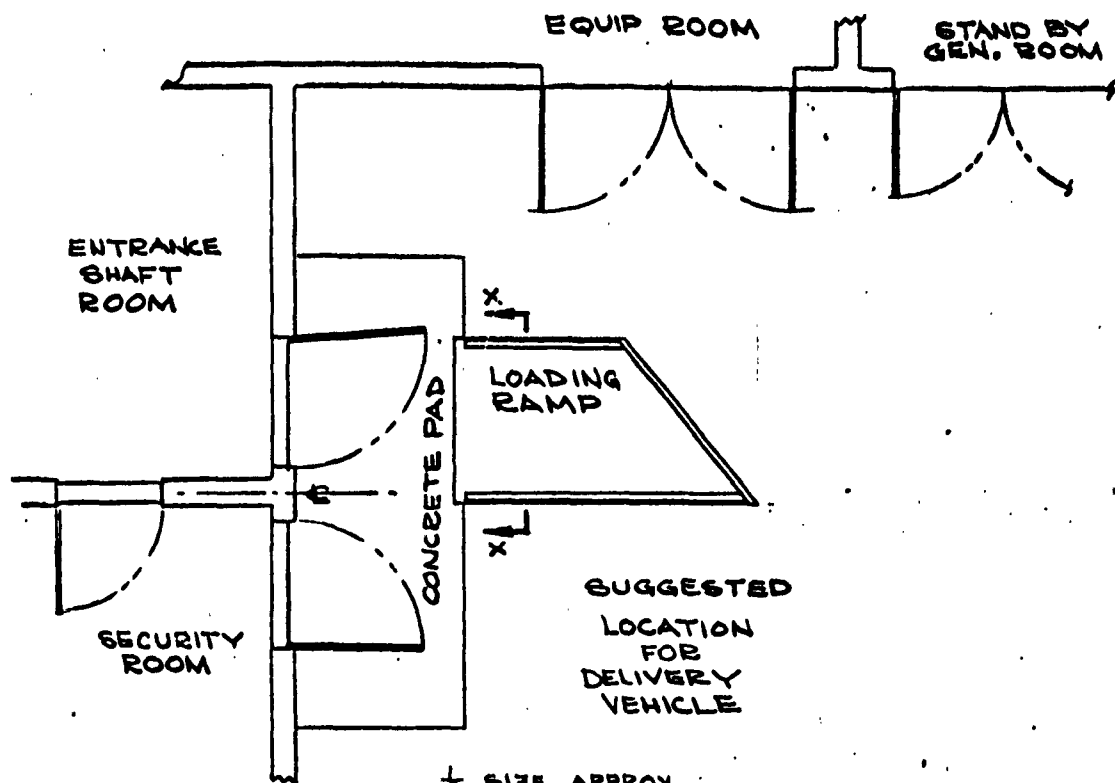 EQUIP ROOM
STAND BY
GEN. ROOM
ENTRANCE
SHAFT
ROOM
X
LOADING
RAMP
CONCRETE PAD
℄
X
SUGGESTED
LOCATION
FOR
DELIVERY
VEHICLE
SECURITY
ROOM
SIZE APPROX